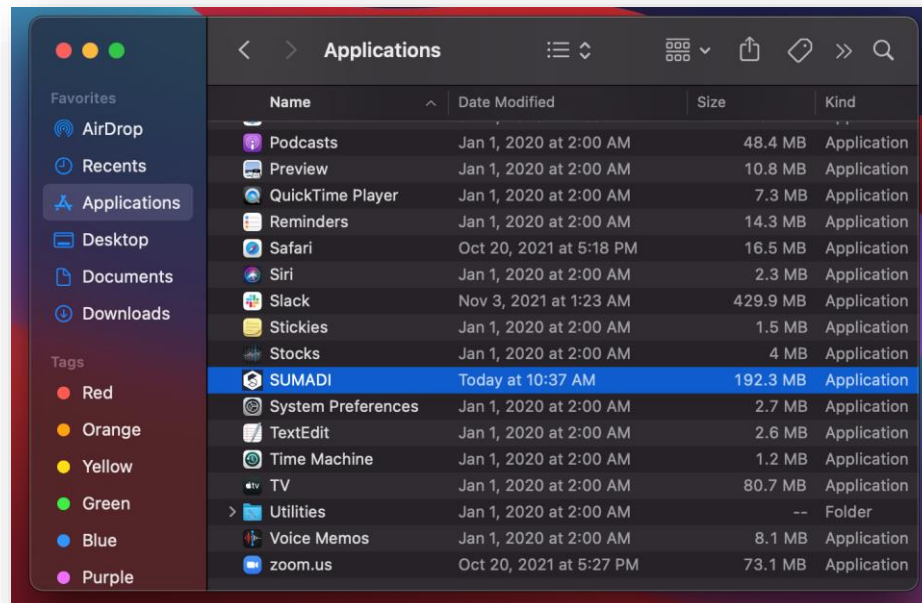 Applications
Favorites
AirDrop
Recents
Applications
Desktop
Documents
Downloads
Tags
Red
Orange
Yellow
Green
Blue
Purple
Name Date Modified Size Kind
Podcasts Jan 1, 2020 at 2:00 AM 48.4 MB Application
Preview Jan 1, 2020 at 2:00 AM 10.8 MB Application
QuickTime Player Jan 1, 2020 at 2:00 AM 7.3 MB Application
Reminders Jan 1, 2020 at 2:00 AM 14.3 MB Application
Safari Oct 20, 2021 at 5:18 PM 16.5 MB Application
Siri Jan 1, 2020 at 2:00 AM 2.3 MB Application
Slack Nov 3, 2021 at 1:23 AM 429.9 MB Application
Stickies Jan 1, 2020 at 2:00 AM 1.5 MB Application
Stocks Jan 1, 2020 at 2:00 AM 4 MB Application
SUMADI Today at 10:37 AM 192.3 MB Application
System Preferences Jan 1, 2020 at 2:00 AM 2.7 MB Application
TextEdit Jan 1, 2020 at 2:00 AM 2.6 MB Application
Time Machine Jan 1, 2020 at 2:00 AM 1.2 MB Application
TV Jan 1, 2020 at 2:00 AM 80.7 MB Application
Utilities Jan 1, 2020 at 2:00 AM -- Folder
Voice Memos Jan 1, 2020 at 2:00 AM 8.1 MB Application
zoom.us Oct 20, 2021 at 5:27 PM 73.1 MB Application